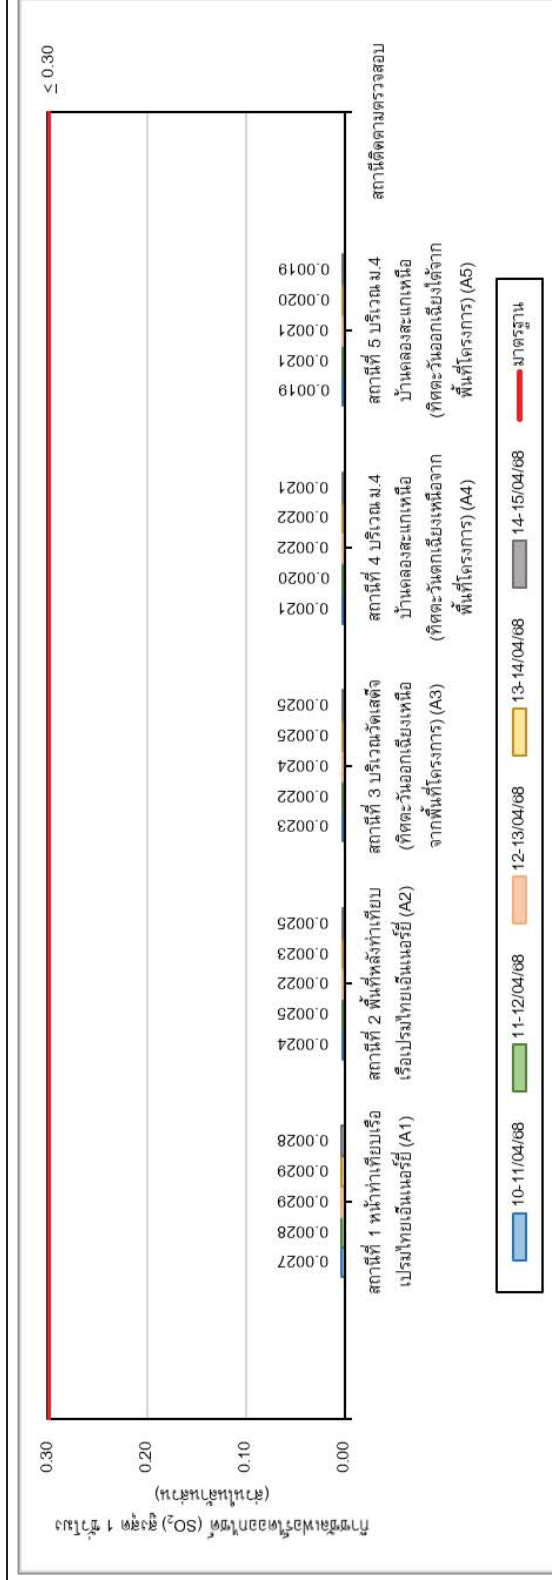 ก๊าซซัลเฟอร์ไดออกไซด์ (SO₂) สูงสุด 1 ชั่วโมง
(ส่วนในล้านส่วน)
0.30
0.20
0.10
0.00
≤ 0.30
0.0027 0.0028 0.0029 0.0029 0.0028
0.0024 0.0025 0.0022 0.0023 0.0025
0.0023 0.0022 0.0024 0.0025 0.0025
0.0021 0.0020 0.0022 0.0022 0.0021
0.0019 0.0021 0.0021 0.0020 0.0019
สถานีที่ 1 หน้าท่าเทียบเรือ
เปรมไทยเอ็นเนอร์ยี่ (A1)
สถานีที่ 2 พื้นที่หลังท่าเทียบ
เรือเปรมไทยเอ็นเนอร์ยี่ (A2)
สถานีที่ 3 บริเวณวัดเสด็จ
(ทิศตะวันออกเฉียงเหนือ
จากพื้นที่โครงการ) (A3)
สถานีที่ 4 บริเวณ ม.4
บ้านคลองสะแกเหนือ
(ทิศตะวันตกเฉียงเหนือจาก
พื้นที่โครงการ) (A4)
สถานีที่ 5 บริเวณ ม.4
บ้านคลองสะแกเหนือ
(ทิศตะวันออกเฉียงใต้จาก
พื้นที่โครงการ) (A5)
สถานีติดตามตรวจสอบ
10-11/04/68 11-12/04/68 12-13/04/68 13-14/04/68 14-15/04/68 มาตรฐาน